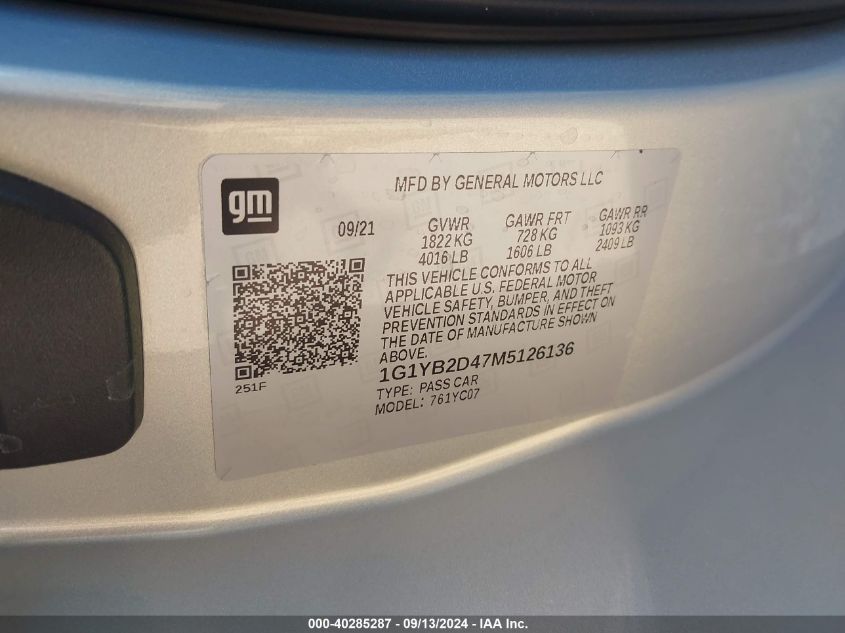 gm
MFD BY GENERAL MOTORS LLC
09/21
GVWR
1822 KG
4016 LB
GAWR FRT
728 KG
1606 LB
GAWR RR
1093 KG
2409 LB
THIS VEHICLE CONFORMS TO ALL
APPLICABLE U.S. FEDERAL MOTOR
VEHICLE SAFETY, BUMPER, AND THEFT
PREVENTION STANDARDS IN EFFECT ON
THE DATE OF MANUFACTURE SHOWN
ABOVE.
251F
1G1YB2D47M5126136
TYPE: PASS CAR
MODEL: 761YC07
000-40285287 - 09/13/2024 - IAA Inc.